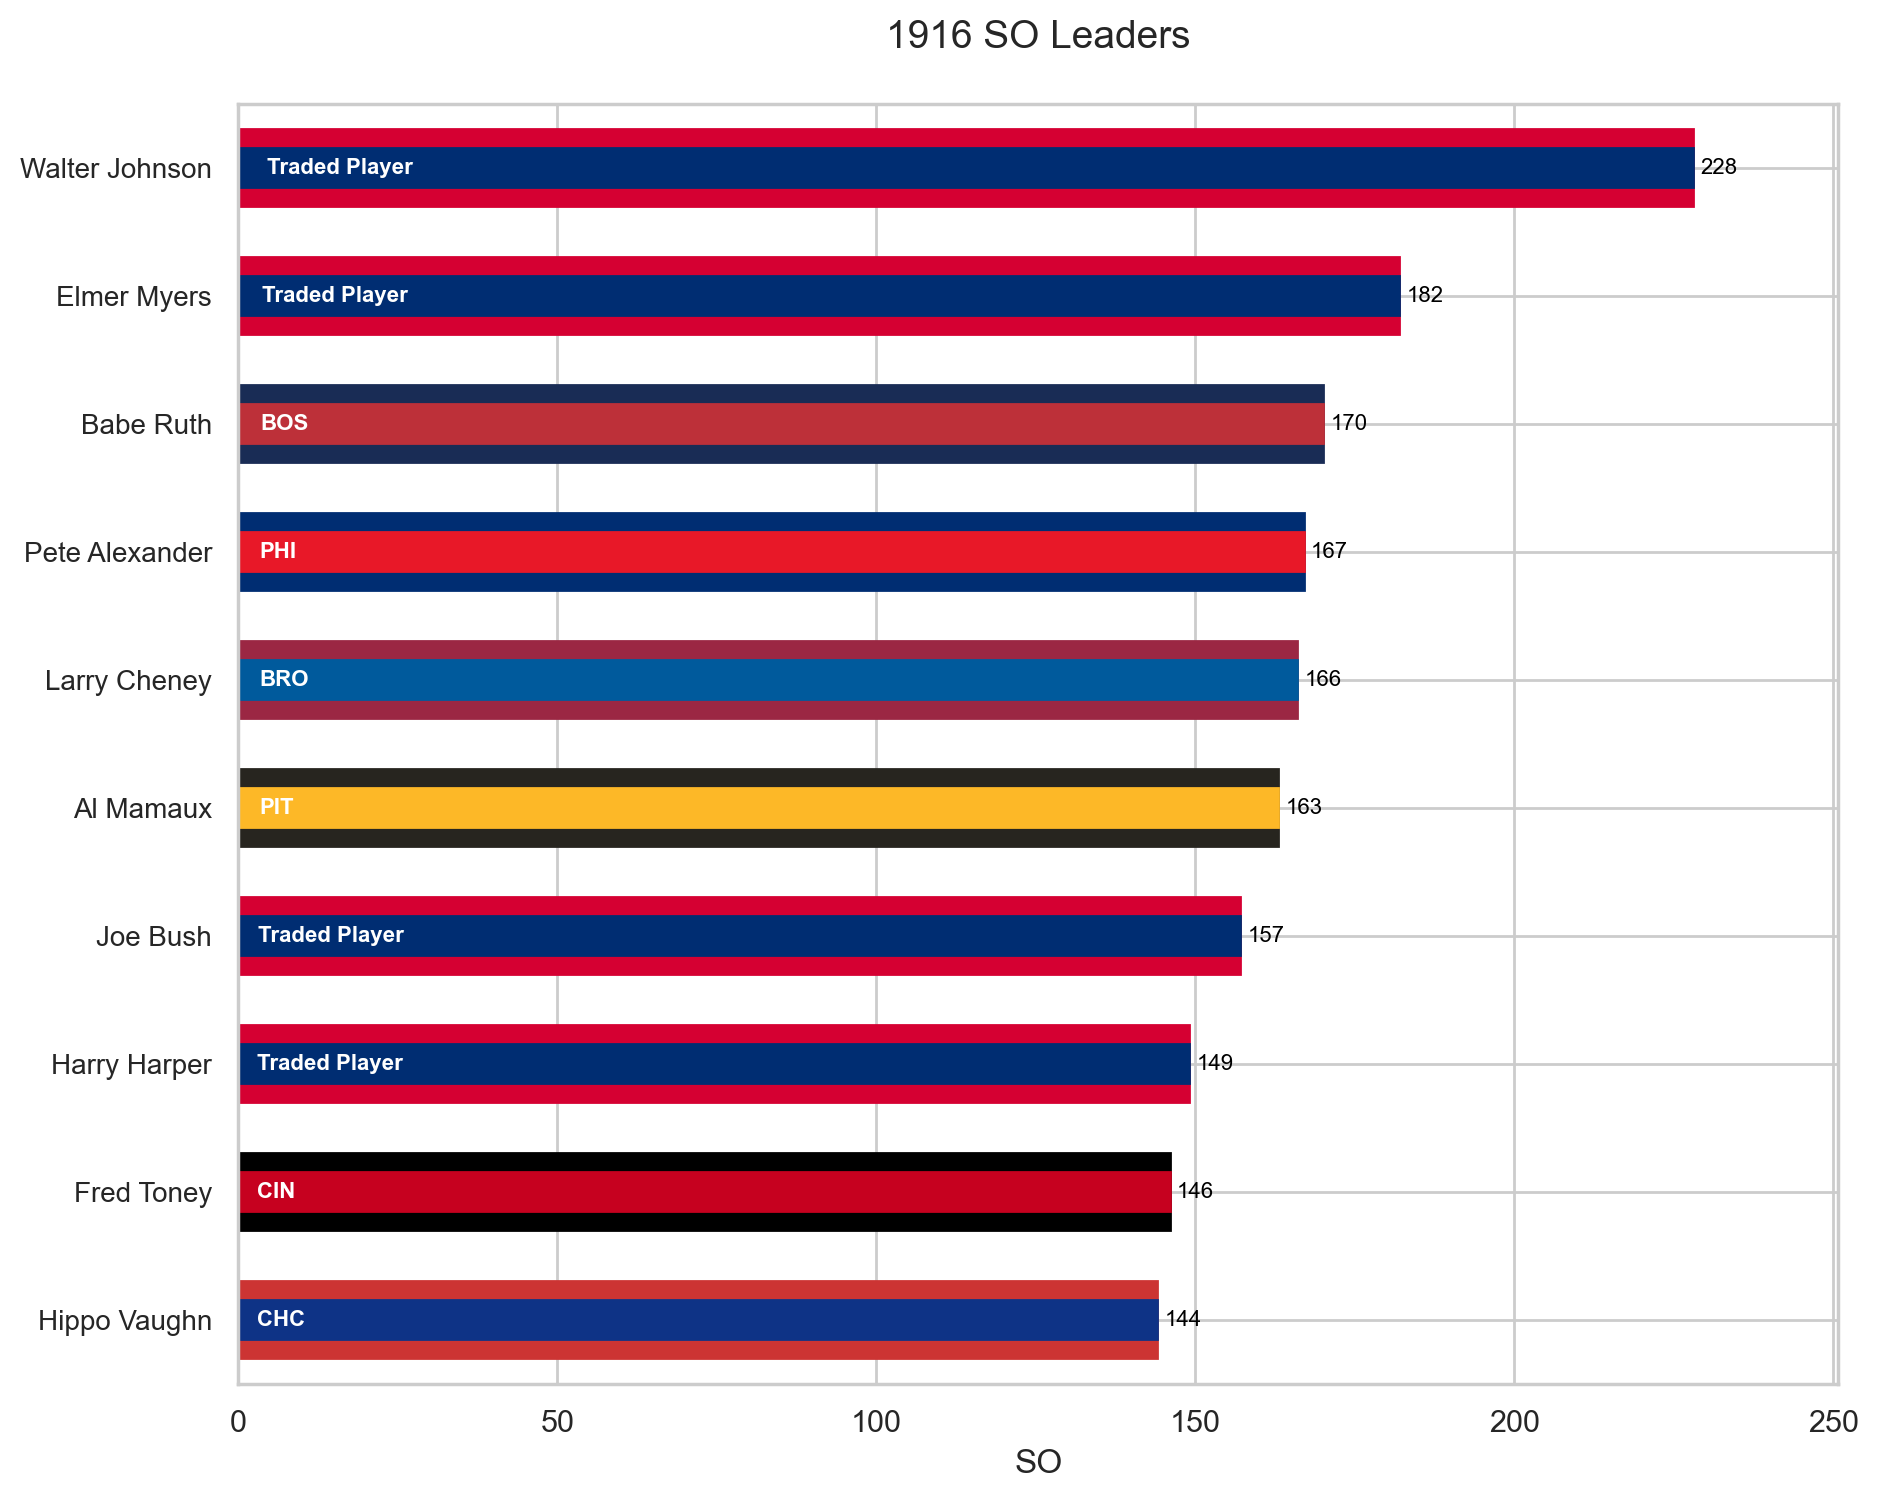 1916 SO Leaders
Walter Johnson Traded Player 228
Elmer Myers Traded Player 182
Babe Ruth BOS 170
Pete Alexander PHI 167
Larry Cheney BRO 166
Al Mamaux PIT 163
Joe Bush Traded Player 157
Harry Harper Traded Player 149
Fred Toney CIN 146
Hippo Vaughn CHC 144
0 50 100 150 200 250
SO